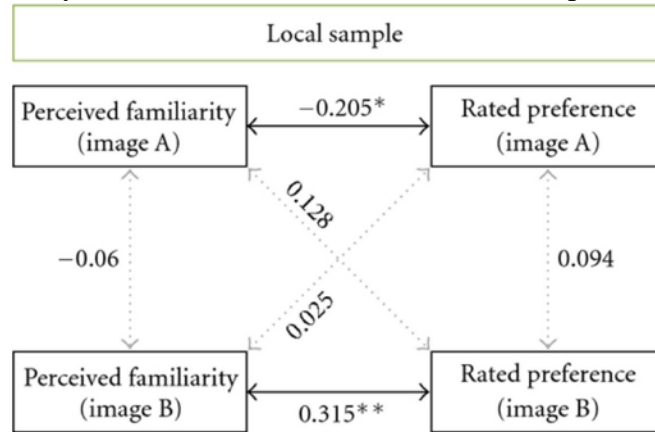 Local sample
Perceived familiarity
(image A)
−0.205*
Rated preference
(image A)
0.128
−0.06
0.094
0.025
Perceived familiarity
(image B)
0.315**
Rated preference
(image B)